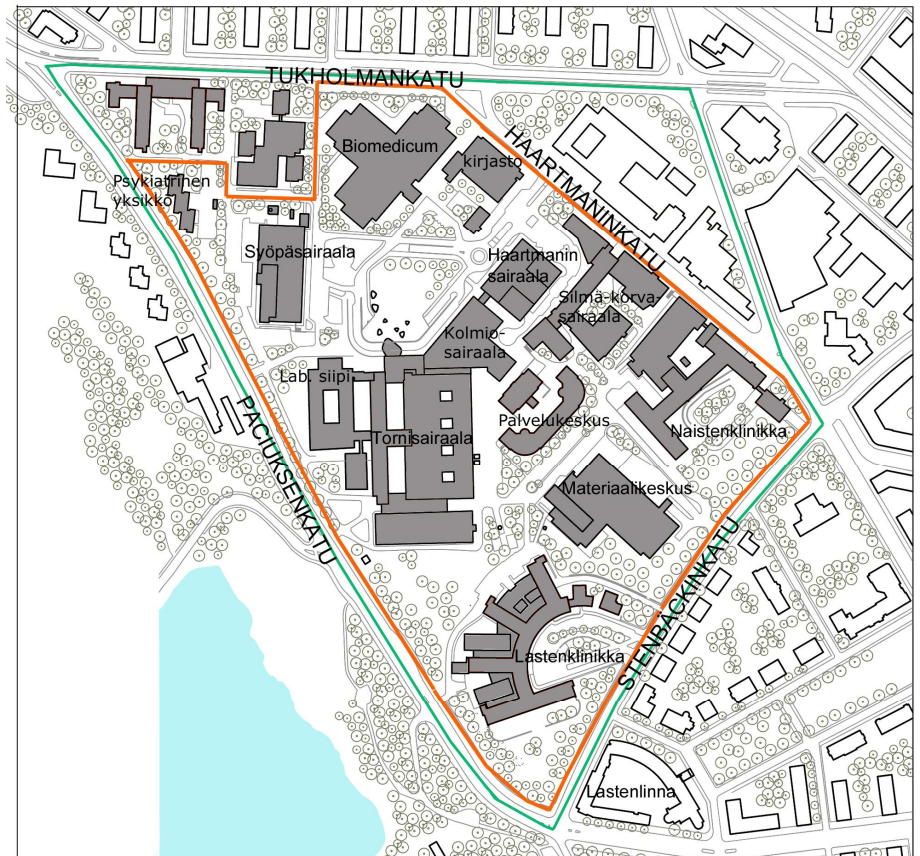 TUKHOLMANKATU
HAARTMANINKATU
Biomedicum
kirjasto
Psykiatrinen
yksikkö
Syöpäsairaala
Haartmanin
sairaala
Silmä-korva-
sairaala
Kolmio-
sairaala
Lab. siipi
Palvelukeskus
Tornisairaala
Naistenklinikka
PACIUKSENKATU
Materiaalikeskus
STENBÄCKINKATU
Lastenklinikka
Lastenlinna